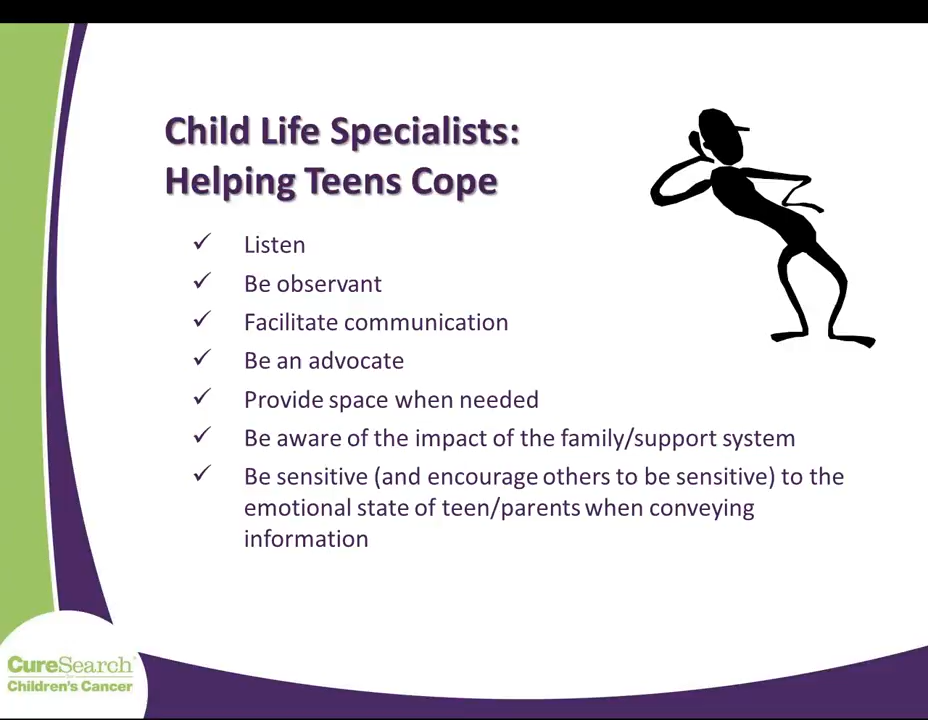 Child Life Specialists:
Helping Teens Cope
✓ Listen
✓ Be observant
✓ Facilitate communication
✓ Be an advocate
✓ Provide space when needed
✓ Be aware of the impact of the family/support system
✓ Be sensitive (and encourage others to be sensitive) to the
emotional state of teen/parents when conveying
information
CureSearch
for
Children's Cancer